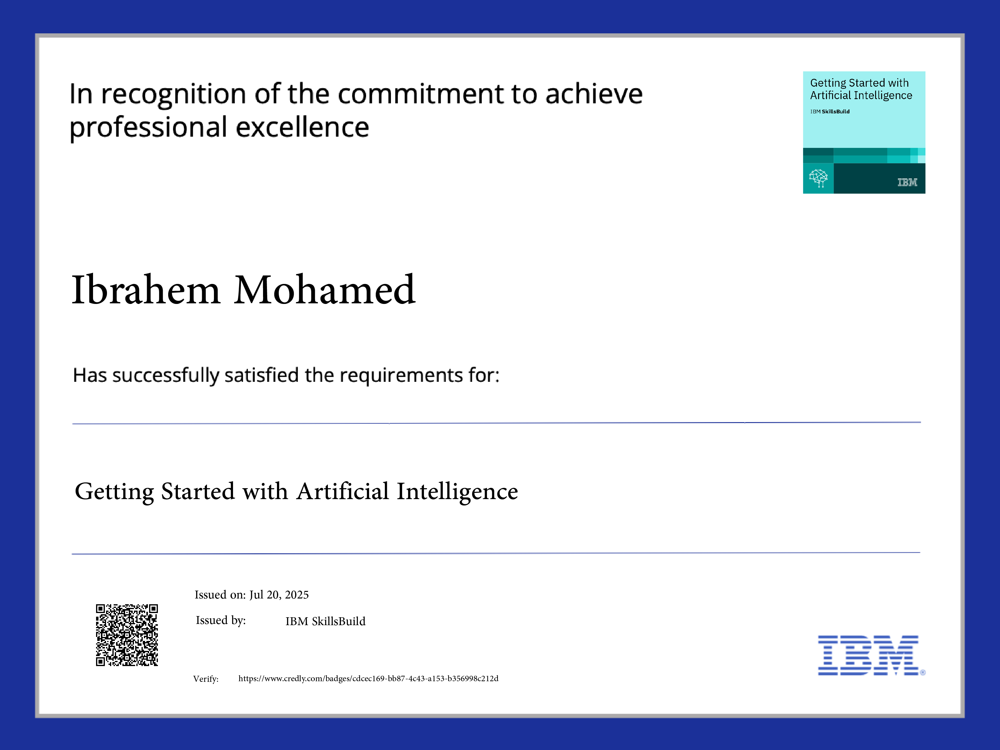 In recognition of the commitment to achieve
professional excellence
Getting Started with
Artificial Intelligence
IBM SkillsBuild
IBM
Ibrahem Mohamed
Has successfully satisfied the requirements for:
Getting Started with Artificial Intelligence
Issued on: Jul 20, 2025
Issued by: IBM SkillsBuild
Verify: https://www.credly.com/badges/cdcec169-bb87-4c43-a153-b356998c212d
IBM®